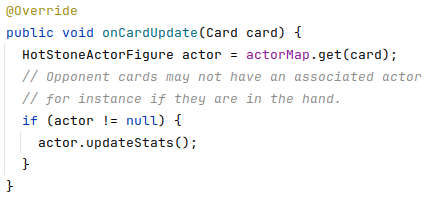 @Override
public void onCardUpdate(Card card) {
  HotStoneActorFigure actor = actorMap.get(card);
  // Opponent cards may not have an associated actor
  // for instance if they are in the hand.
  if (actor != null) {
    actor.updateStats();
  }
}